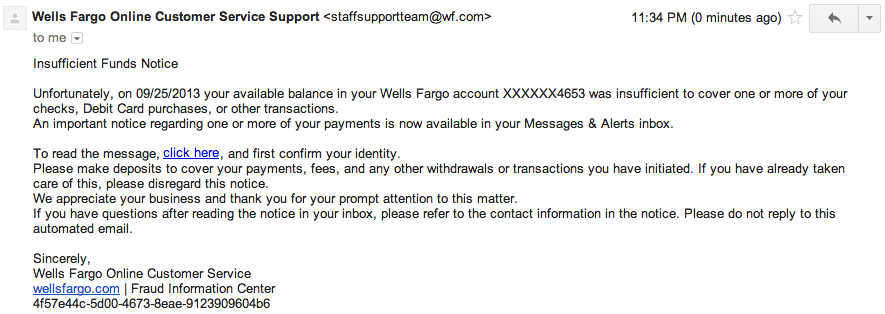 Wells Fargo Online Customer Service Support <staffsupportteam@wf.com> 11:34 PM (0 minutes ago)
to me
Insufficient Funds Notice
Unfortunately, on 09/25/2013 your available balance in your Wells Fargo account XXXXXX4653 was insufficient to cover one or more of your
checks, Debit Card purchases, or other transactions.
An important notice regarding one or more of your payments is now available in your Messages & Alerts inbox.
To read the message, click here, and first confirm your identity.
Please make deposits to cover your payments, fees, and any other withdrawals or transactions you have initiated. If you have already taken
care of this, please disregard this notice.
We appreciate your business and thank you for your prompt attention to this matter.
If you have questions after reading the notice in your inbox, please refer to the contact information in the notice. Please do not reply to this
automated email.
Sincerely,
Wells Fargo Online Customer Service
wellsfargo.com | Fraud Information Center
4f57e44c-5d00-4673-8eae-9123909604b6